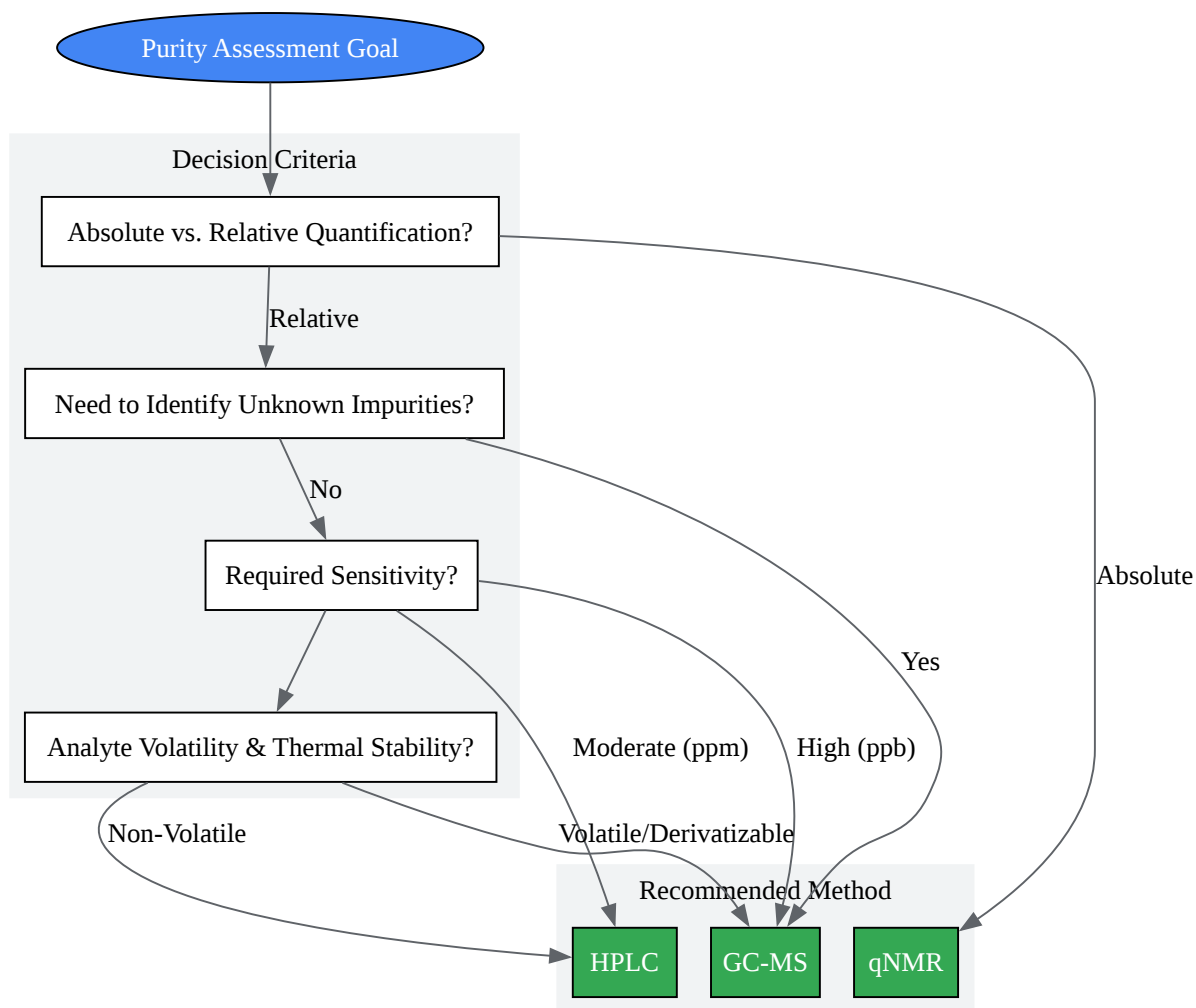 Purity Assessment Goal
Decision Criteria
Absolute vs. Relative Quantification?
Relative
Need to Identify Unknown Impurities?
No
Required Sensitivity?
Absolute
Yes
Analyte Volatility & Thermal Stability?
Moderate (ppm)
High (ppb)
Non-Volatile
Volatile/Derivatizable
Recommended Method
HPLC
GC-MS
qNMR